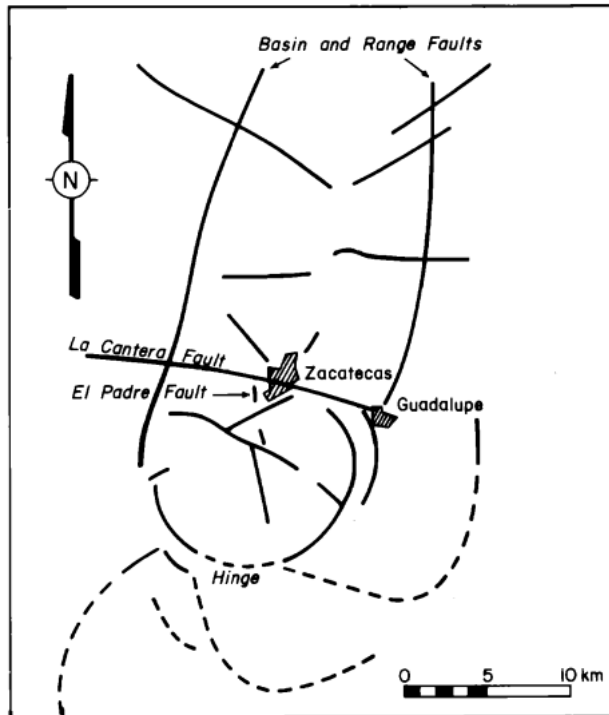 Basin and Range Faults
N
La Cantera Fault
Zacatecas
El Padre Fault
Guadalupe
Hinge
0 5 10 km